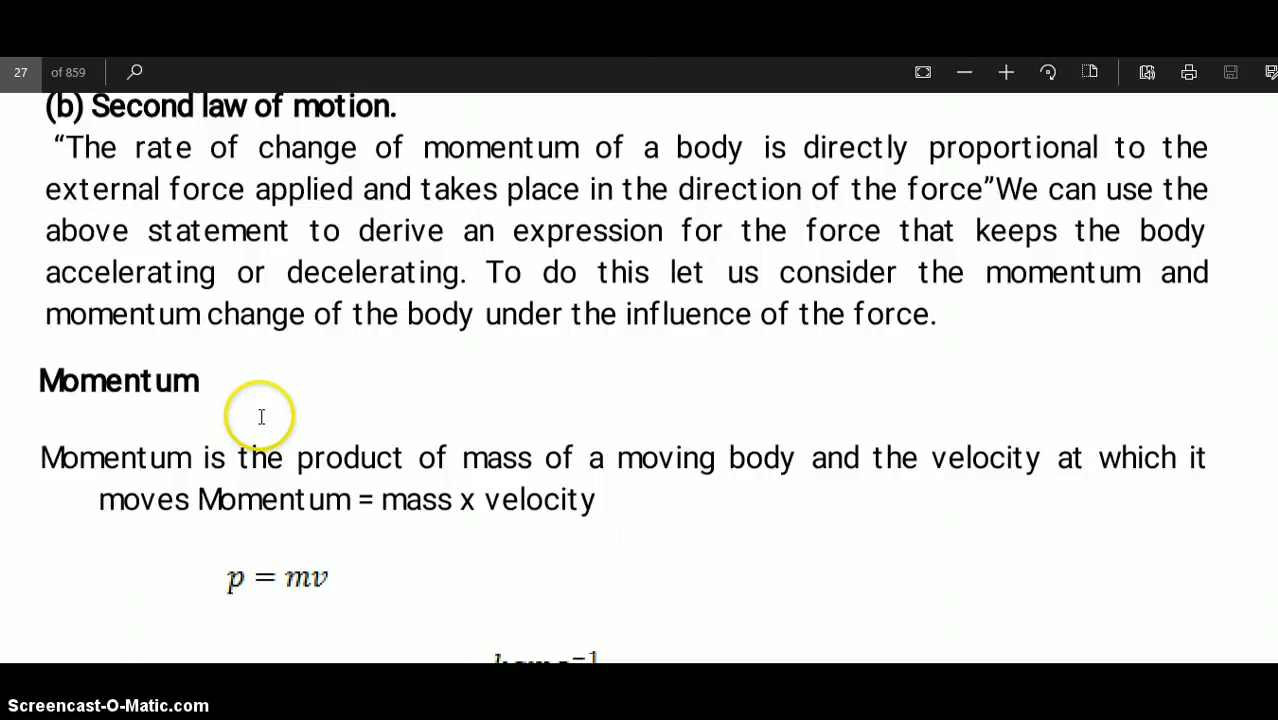 27 of 859
(b) Second law of motion.
“The rate of change of momentum of a body is directly proportional to the
external force applied and takes place in the direction of the force”We can use the
above statement to derive an expression for the force that keeps the body
accelerating or decelerating. To do this let us consider the momentum and
momentum change of the body under the influence of the force.
Momentum
Momentum is the product of mass of a moving body and the velocity at which it
moves Momentum = mass x velocity
p = mv
Screencast-O-Matic.com